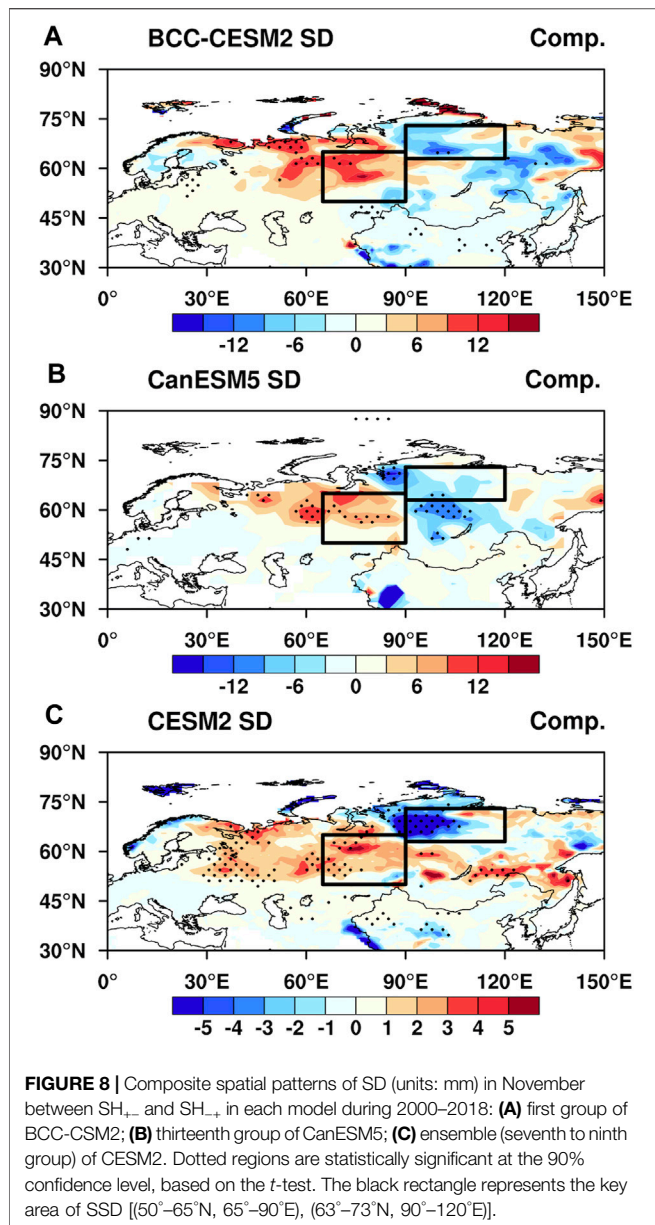 A
BCC-CESM2 SD Comp.
90°N
75°N
60°N
45°N
30°N
0° 30°E 60°E 90°E 120°E 150°E
-12 -6 0 6 12
B
CanESM5 SD Comp.
90°N
75°N
60°N
45°N
30°N
0° 30°E 60°E 90°E 120°E 150°E
-12 -6 0 6 12
C
CESM2 SD Comp.
90°N
75°N
60°N
45°N
30°N
0° 30°E 60°E 90°E 120°E 150°E
-5 -4 -3 -2 -1 0 1 2 3 4 5
FIGURE 8 | Composite spatial patterns of SD (units: mm) in November
between SH+− and SH−+ in each model during 2000–2018: (A) first group of
BCC-CSM2; (B) thirteenth group of CanESM5; (C) ensemble (seventh to ninth
group) of CESM2. Dotted regions are statistically significant at the 90%
confidence level, based on the t-test. The black rectangle represents the key
area of SSD [(50°–65°N, 65°–90°E), (63°–73°N, 90°–120°E)].